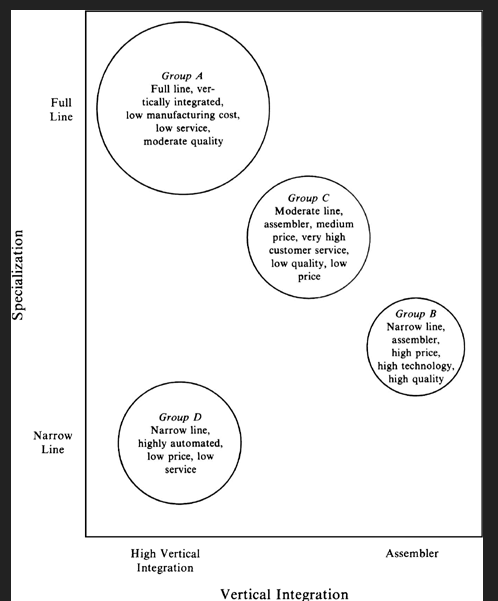 Group A
Full line, ver-
tically integrated,
low manufacturing cost,
low service,
moderate quality
Full
Line
Group C
Moderate line,
assembler, medium
price, very high
customer service,
low quality, low
price
Specialization
Group B
Narrow line,
assembler,
high price,
high technology,
high quality
Group D
Narrow line,
highly automated,
low price, low
service
Narrow
Line
High Vertical
Integration
Assembler
Vertical Integration